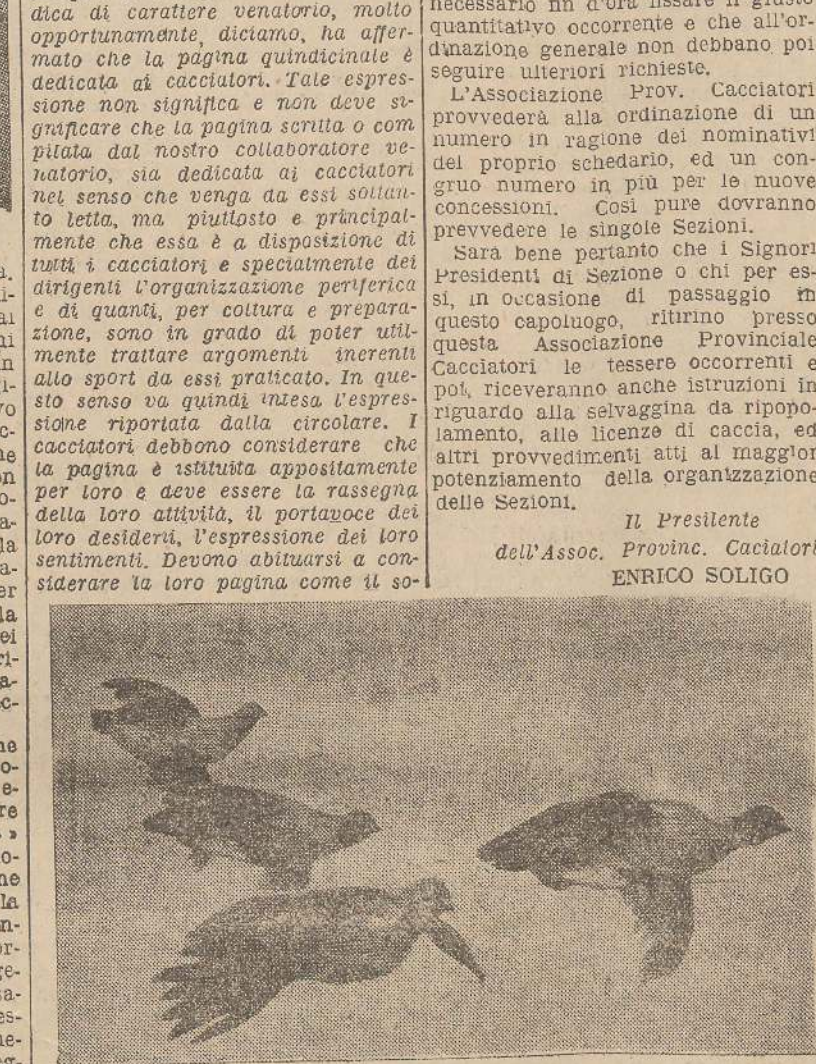 dica di carattere venatorio, molto
opportunamente, diciamo, ha affer-
mato che la pagina quindicinale è
dedicata ai cacciatori. Tale espres-
sione non significa e non deve si-
gnificare che la pagina scritta o com
pilata dal nostro collaboratore ve-
natorio, sia dedicata ai cacciatori
nel senso che venga da essi soltan-
to letta, ma piuttosto e principal-
mente che essa è a disposizione di
tutti i cacciatori e specialmente dei
dirigenti l'organizzazione periferica
e di quanti, per coltura e prepara-
zione, sono in grado di poter util-
mente trattare argomenti inerenti
allo sport da essi praticato. In que-
sto senso va quindi intesa l'espres-
sione riportata dalla circolare. I
cacciatori debbono considerare che
la pagina è istituita appositamente
per loro e deve essere la rassegna
della loro attività, il portavoce dei
loro desiderii, l'espressione dei loro
sentimenti. Devono abituarsi a con-
siderare la loro pagina come il so-
necessario fin d'ora fissare il giusto
quantitativo occorrente e che all'or-
dinazione generale non debbano poi
seguire ulteriori richieste.
L'Associazione Prov. Cacciatori
provvederà alla ordinazione di un
numero in ragione dei nominativi
del proprio schedario, ed un con-
gruo numero in più per le nuove
concessioni. Così pure dovranno
prevvedere le singole Sezioni.
Sarà bene pertanto che i Signori
Presidenti di Sezione o chi per es-
si, in occasione di passaggio in
questo capoluogo, ritirino presso
questa Associazione Provinciale
Cacciatori le tessere occorrenti e
poi, riceveranno anche istruzioni in
riguardo alla selvaggina da ripopo-
lamento, alle licenze di caccia, ed
altri provvedimenti atti al maggior
potenziamento della organizzazione
delle Sezioni.
Il Presilente
dell'Assoc. Provinc. Caciatori
ENRICO SOLIGO